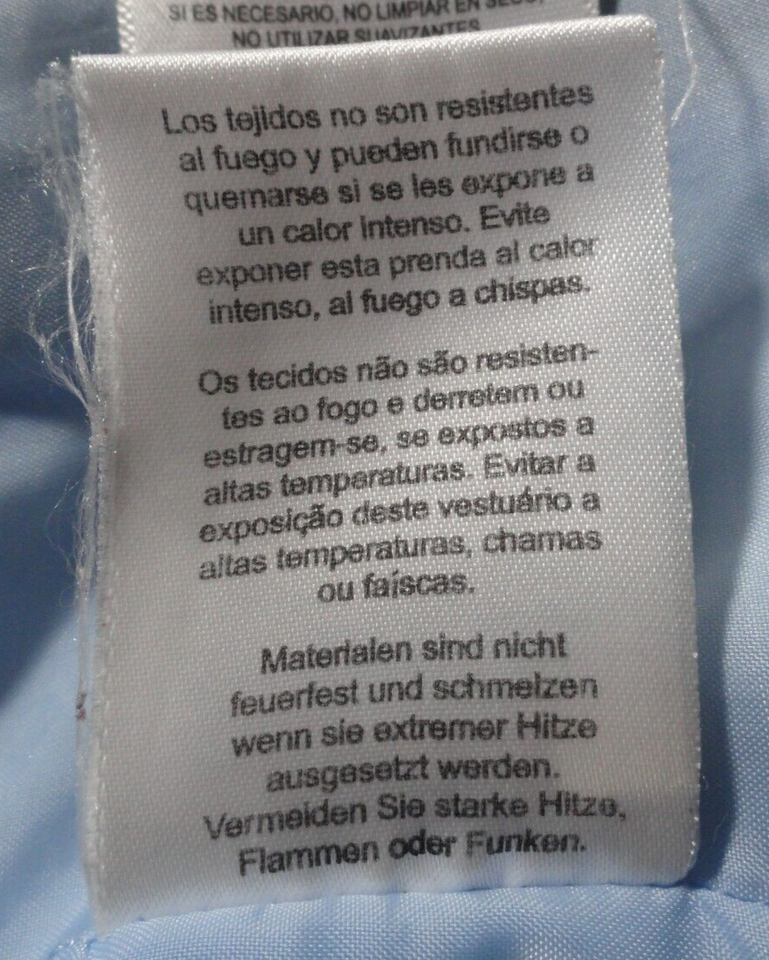 SI ES NECESARIO, NO LIMPIAR EN SECO,
NO UTILIZAR SUAVIZANTES
Los tejidos no son resistentes
al fuego y pueden fundirse o
quemarse si se les expone a
un calor intenso. Evite
exponer esta prenda al calor
intenso, al fuego a chispas.
Os tecidos não são resisten-
tes ao fogo e derretem ou
estragem-se, se expostos a
altas temperaturas. Evitar a
exposição deste vestuário a
altas temperaturas, chamas
ou faíscas.
Materialen sind nicht
feuerfest und schmelzen
wenn sie extremer Hitze
ausgesetzt werden.
Vermeiden Sie starke Hitze,
Flammen oder Funken.